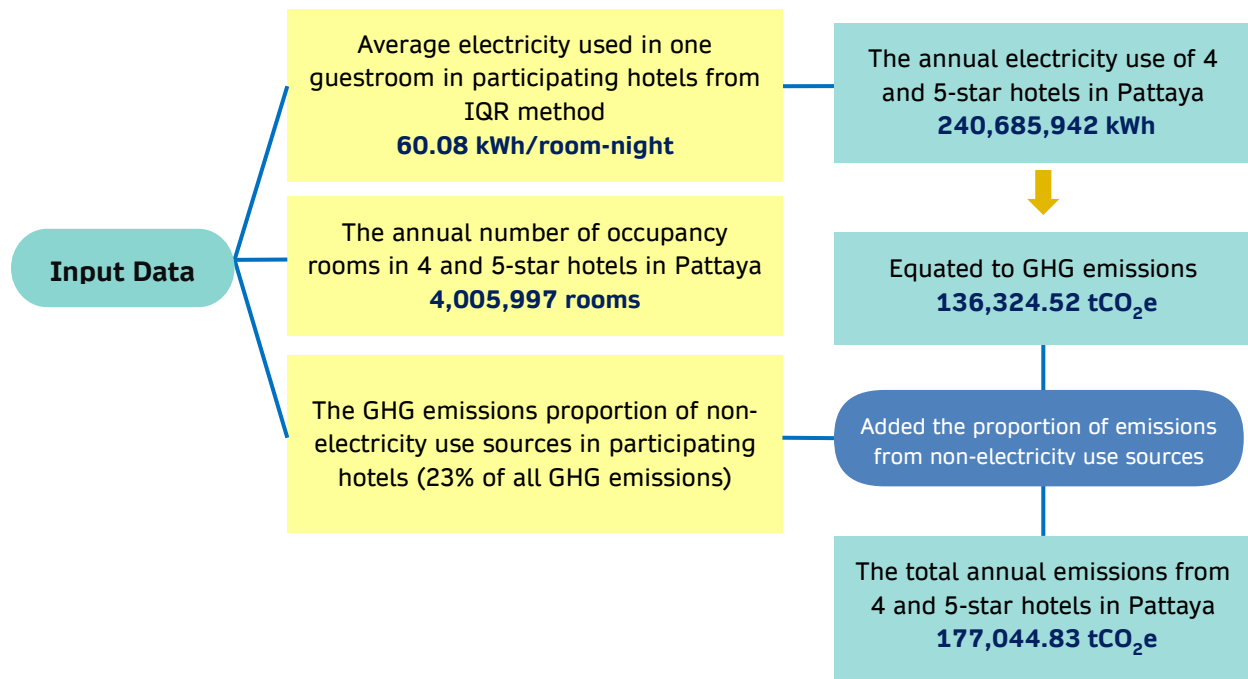 Input Data
Average electricity used in one
guestroom in participating hotels from
IQR method
60.08 kWh/room-night
The annual number of occupancy
rooms in 4 and 5-star hotels in Pattaya
4,005,997 rooms
The GHG emissions proportion of non-
electricity use sources in participating
hotels (23% of all GHG emissions)
The annual electricity use of 4
and 5-star hotels in Pattaya
240,685,942 kWh
Equated to GHG emissions
136,324.52 tCO₂e
Added the proportion of emissions
from non-electricity use sources
The total annual emissions from
4 and 5-star hotels in Pattaya
177,044.83 tCO₂e